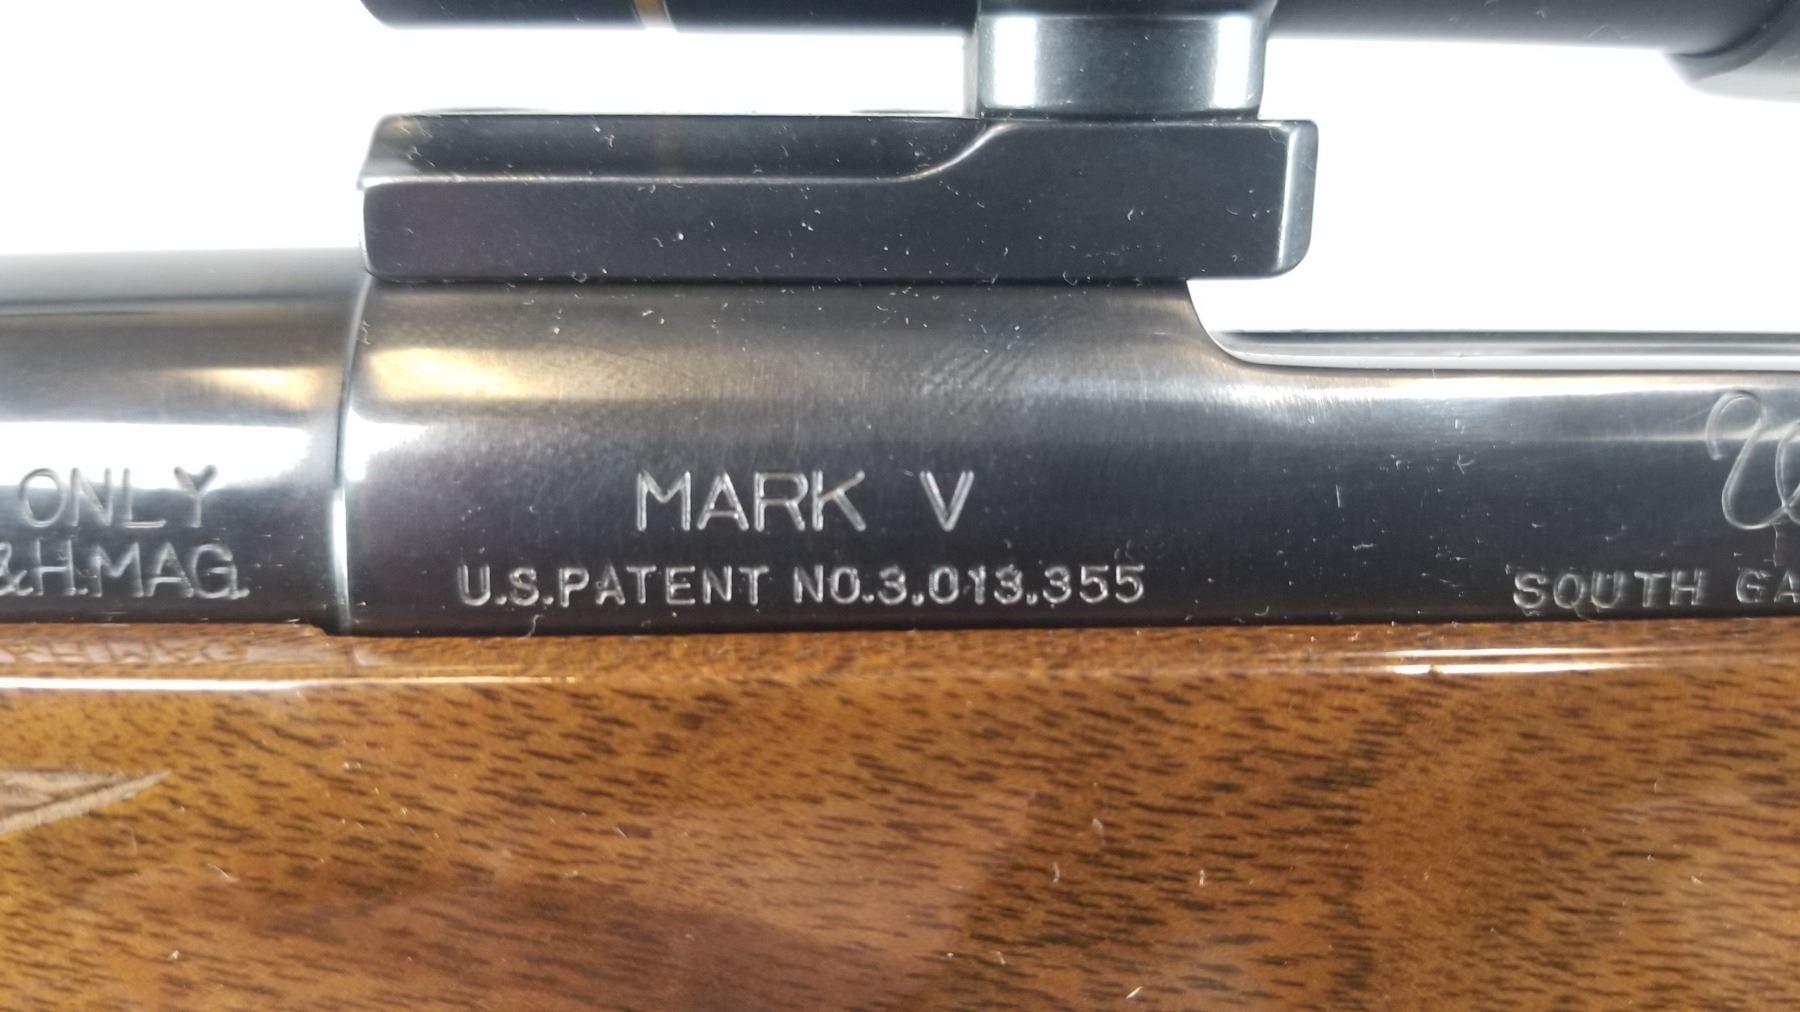 ONLY
&H.MAG.
MARK V
U.S.PATENT NO.3,013,355
SOUTH GA